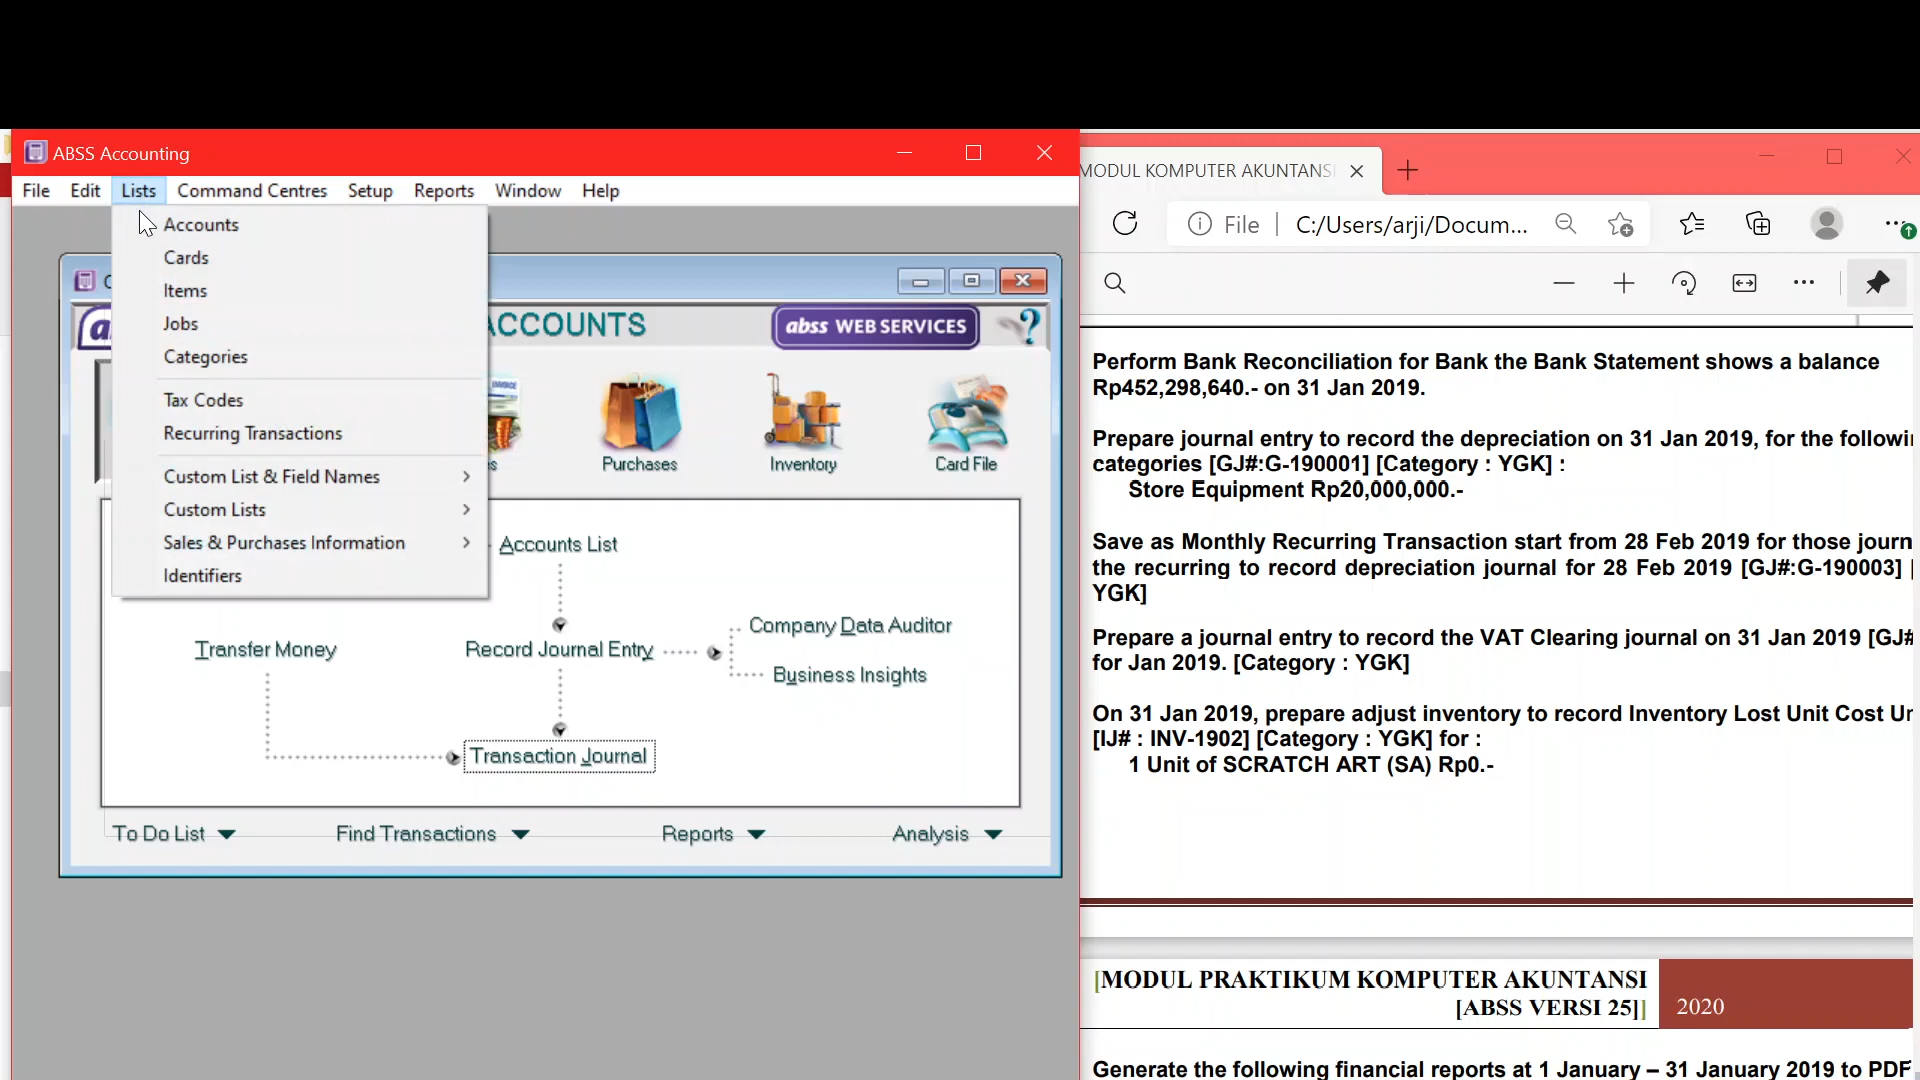 ABSS Accounting
File Edit Lists Command Centres Setup Reports Window Help
Accounts
Cards
Items
Jobs
Categories
Tax Codes
Recurring Transactions
Custom List & Field Names
Custom Lists
Sales & Purchases Information
Identifiers
ACCOUNTS
abss WEB SERVICES
?
INVOICE
Purchases
Inventory
Card File
Accounts List
Transfer Money
Record Journal Entry
Company Data Auditor
Business Insights
Transaction Journal
To Do List
Find Transactions
Reports
Analysis
MODUL KOMPUTER AKUNTANSI
File | C:/Users/arji/Docum...
Perform Bank Reconciliation for Bank the Bank Statement shows a balance
Rp452,298,640.- on 31 Jan 2019.
Prepare journal entry to record the depreciation on 31 Jan 2019, for the followi
categories [GJ#:G-190001] [Category : YGK] :
Store Equipment Rp20,000,000.-
Save as Monthly Recurring Transaction start from 28 Feb 2019 for those journ
the recurring to record depreciation journal for 28 Feb 2019 [GJ#:G-190003] [
YGK]
Prepare a journal entry to record the VAT Clearing journal on 31 Jan 2019 [GJ#
for Jan 2019. [Category : YGK]
On 31 Jan 2019, prepare adjust inventory to record Inventory Lost Unit Cost Un
[IJ# : INV-1902] [Category : YGK] for :
1 Unit of SCRATCH ART (SA) Rp0.-
[MODUL PRAKTIKUM KOMPUTER AKUNTANSI
[ABSS VERSI 25]]
2020
Generate the following financial reports at 1 January – 31 January 2019 to PDF